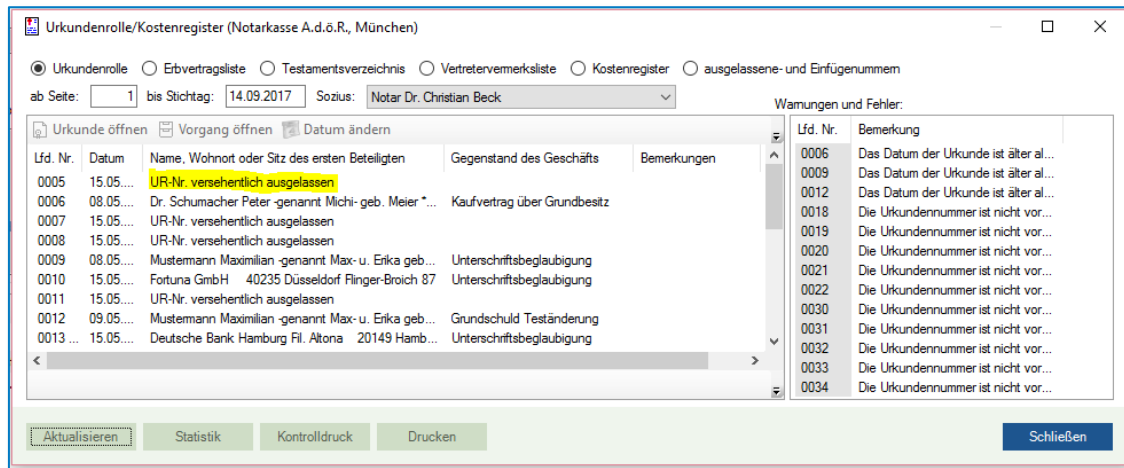 Urkundenrolle/Kostenregister (Notarkasse A.d.ö.R., München)
Urkundenrolle Erbvertragsliste Testamentsverzeichnis Vertretervermerksliste Kostenregister ausgelassene- und Einfügenummern
ab Seite: 1 bis Stichtag: 14.09.2017 Sozius: Notar Dr. Christian Beck
Urkunde öffnen Vorgang öffnen Datum ändern
Lfd. Nr. Datum Name, Wohnort oder Sitz des ersten Beteiligten Gegenstand des Geschäfts Bemerkungen
0005 15.05.... UR-Nr. versehentlich ausgelassen
0006 08.05.... Dr. Schumacher Peter -genannt Michi- geb. Meier *... Kaufvertrag über Grundbesitz
0007 15.05.... UR-Nr. versehentlich ausgelassen
0008 15.05.... UR-Nr. versehentlich ausgelassen
0009 08.05.... Mustermann Maximilian -genannt Max- u. Erika geb... Unterschriftsbeglaubigung
0010 15.05.... Fortuna GmbH 40235 Düsseldorf Flinger-Broich 87 Unterschriftsbeglaubigung
0011 15.05.... UR-Nr. versehentlich ausgelassen
0012 09.05.... Mustermann Maximilian -genannt Max- u. Erika geb... Grundschuld Teständerung
0013 ... 15.05.... Deutsche Bank Hamburg Fil. Altona 20149 Hamb... Unterschriftsbeglaubigung
Warnungen und Fehler:
Lfd. Nr. Bemerkung
0006 Das Datum der Urkunde ist älter al...
0009 Das Datum der Urkunde ist älter al...
0012 Das Datum der Urkunde ist älter al...
0018 Die Urkundennummer ist nicht vor...
0019 Die Urkundennummer ist nicht vor...
0020 Die Urkundennummer ist nicht vor...
0021 Die Urkundennummer ist nicht vor...
0022 Die Urkundennummer ist nicht vor...
0030 Die Urkundennummer ist nicht vor...
0031 Die Urkundennummer ist nicht vor...
0032 Die Urkundennummer ist nicht vor...
0033 Die Urkundennummer ist nicht vor...
0034 Die Urkundennummer ist nicht vor...
Aktualisieren Statistik Kontrolldruck Drucken Schließen